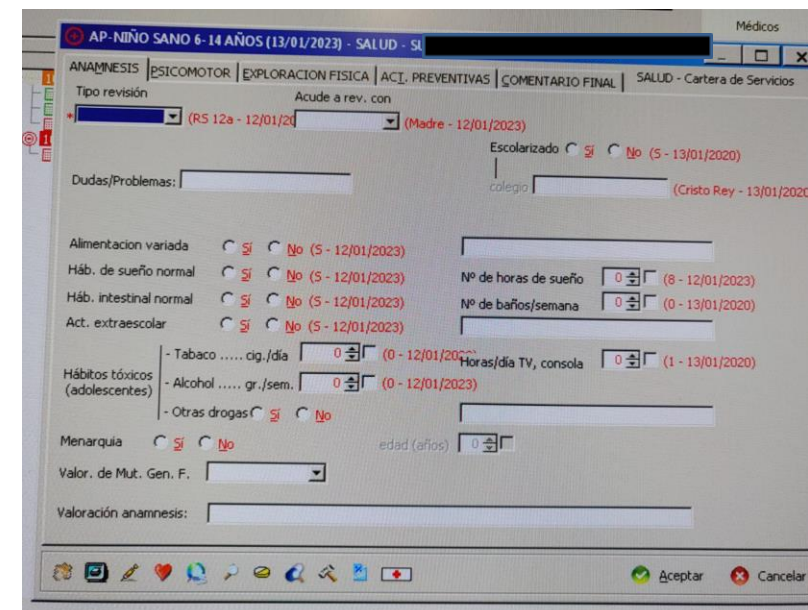 Médicos
AP-NIÑO SANO 6-14 AÑOS (13/01/2023) - SALUD -
ANAMNESIS PSICOMOTOR EXPLORACION FISICA ACT. PREVENTIVAS COMENTARIO FINAL SALUD - Cartera de Servicios
Tipo revisión Acude a rev. con
* (RS 12a - 12/01/20 (Madre - 12/01/2023)
Escolarizado Sí No (S - 13/01/2020)
Dudas/Problemas: colegio (Cristo Rey - 13/01/2020
Alimentacion variada Sí No (S - 12/01/2023)
Háb. de sueño normal Sí No (S - 12/01/2023) Nº de horas de sueño 0 (8 - 12/01/2023)
Háb. intestinal normal Sí No (S - 12/01/2023) Nº de baños/semana 0 (0 - 13/01/2020)
Act. extraescolar Sí No (S - 12/01/2023)
Hábitos tóxicos (adolescentes)
- Tabaco ..... cig./día 0 (0 - 12/01/2023) Horas/día TV, consola 0 (1 - 13/01/2020)
- Alcohol ..... gr./sem. 0 (0 - 12/01/2023)
- Otras drogas Sí No
Menarquia Sí No edad (años) 0
Valor. de Mut. Gen. F.
Valoración anamnesis:
Aceptar Cancelar